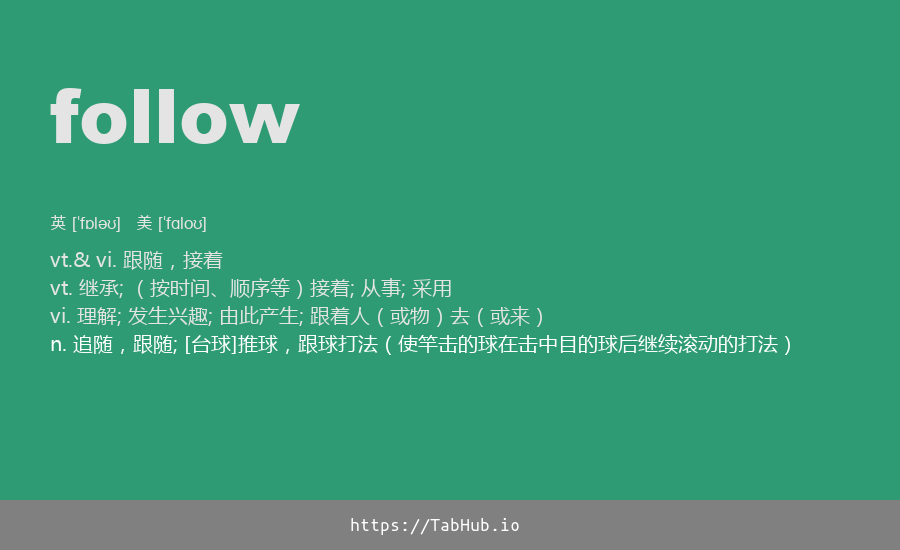 follow
英 [ˈfɒləʊ] 美 [ˈfɑloʊ]
vt.& vi. 跟随，接着
vt. 继承; （按时间、顺序等）接着; 从事; 采用
vi. 理解; 发生兴趣; 由此产生; 跟着人（或物）去（或来）
n. 追随，跟随; [台球]推球，跟球打法（使竿击的球在击中目的球后继续滚动的打法）
https://TabHub.io